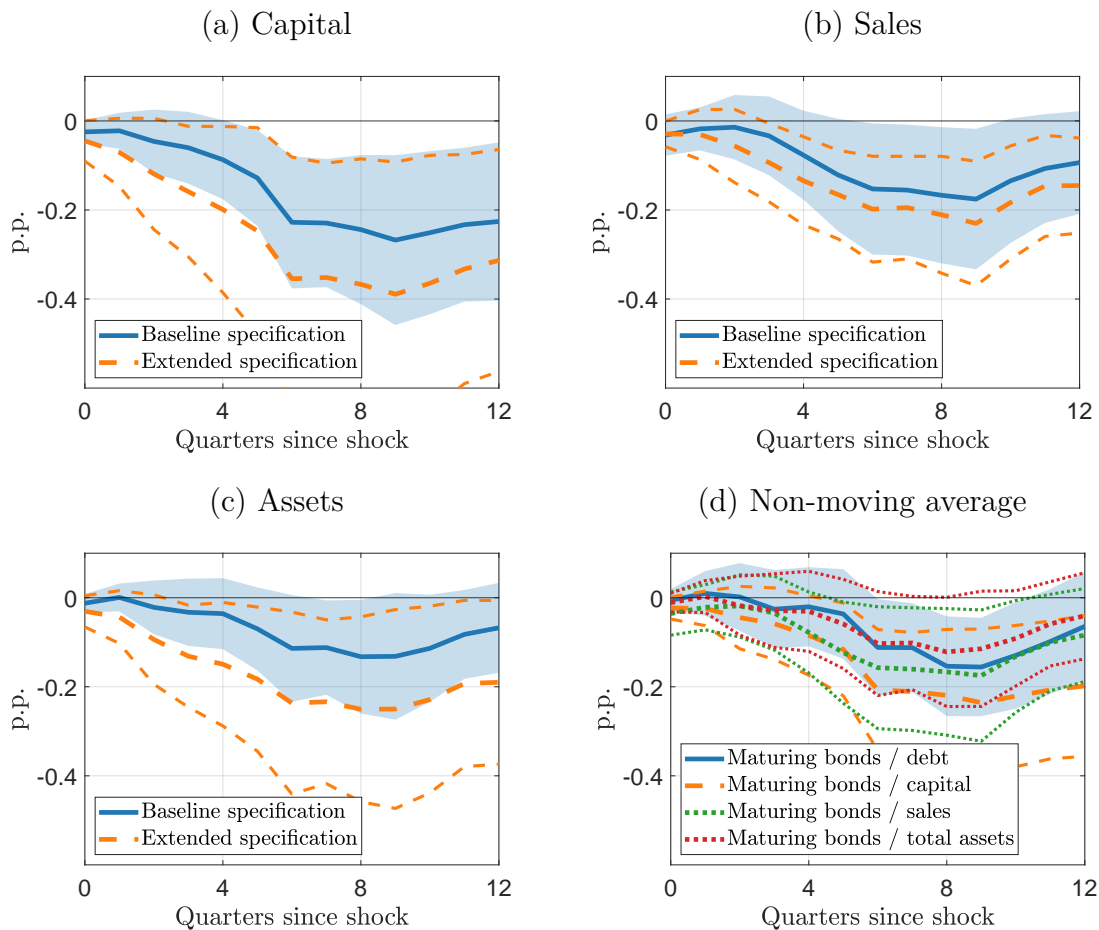 (a) Capital
0
-0.2
-0.4
p.p.
Baseline specification
Extended specification
0 4 8 12
Quarters since shock
(b) Sales
0
-0.2
-0.4
p.p.
Baseline specification
Extended specification
0 4 8 12
Quarters since shock
(c) Assets
0
-0.2
-0.4
p.p.
Baseline specification
Extended specification
0 4 8 12
Quarters since shock
(d) Non-moving average
0
-0.2
-0.4
p.p.
Maturing bonds / debt
Maturing bonds / capital
Maturing bonds / sales
Maturing bonds / total assets
0 4 8 12
Quarters since shock